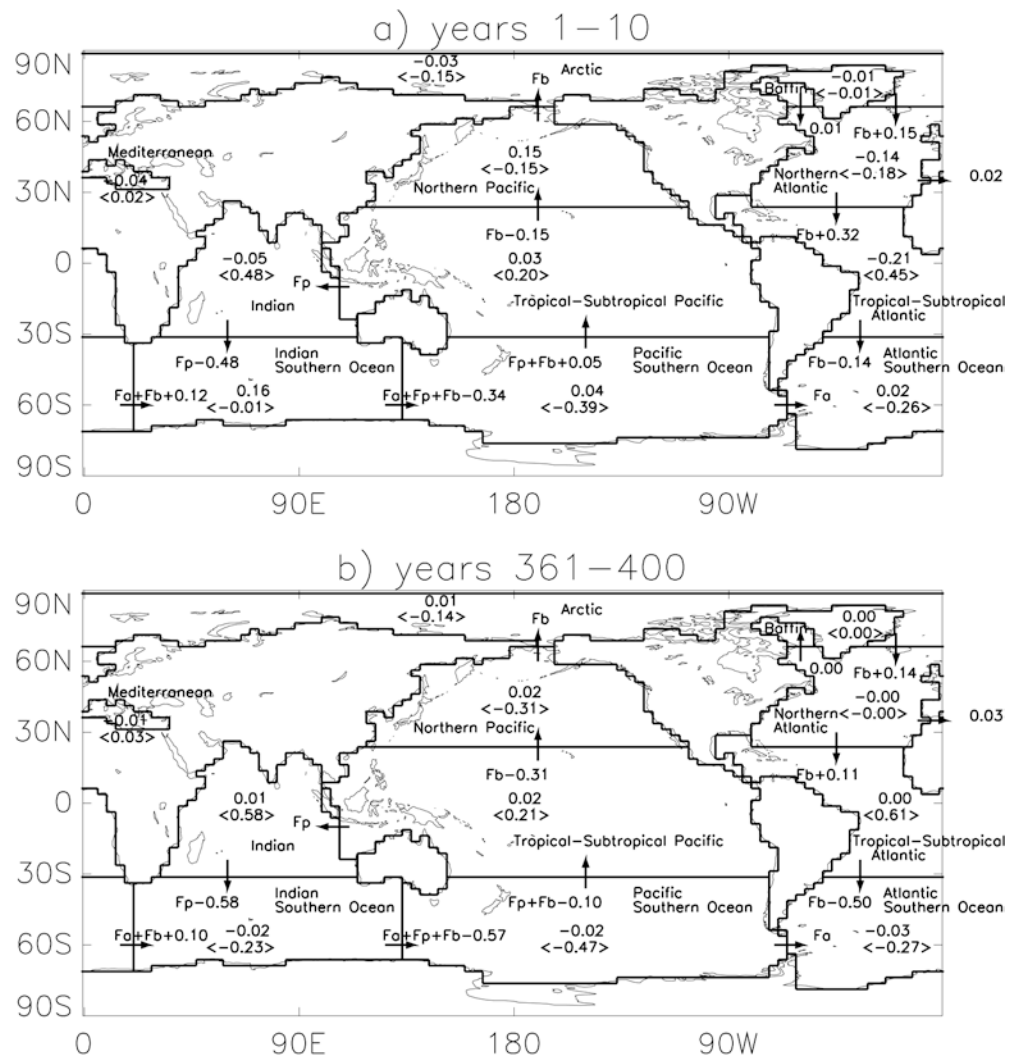 a) years 1−10
90N
−0.03
<−0.15>
Fb
Arctic
−0.01
<−0.01>
Baffin
60N
0.01
Fb+0.15
Mediterranean
0.15
<−0.15>
−0.14
<−0.18>
0.04
<0.02>
Northern Pacific
Northern
Atlantic
0.02
30N
Fb−0.15
Fb+0.32
−0.05
<0.48>
0.03
<0.20>
−0.21
<0.45>
0
Fp
Indian
Tropical−Subtropical Pacific
Tropical−Subtropical
Atlantic
30S
Fp−0.48
Indian
Southern Ocean
Fp+Fb+0.05
Pacific
Southern Ocean
Fb−0.14
Atlantic
Southern Ocean
Fa+Fb+0.12
0.16
<−0.01>
Fa+Fp+Fb−0.34
0.04
<−0.39>
Fa
0.02
<−0.26>
60S
90S
0 90E 180 90W
b) years 361−400
90N
0.01
<−0.14>
Fb
Arctic
0.00
<0.00>
Baffin
60N
0.00
Fb+0.14
Mediterranean
0.02
<−0.31>
−0.00
<−0.00>
0.01
<0.03>
Northern Pacific
Northern
Atlantic
0.03
30N
Fb−0.31
Fb+0.11
0.01
<0.58>
0.02
<0.21>
0.00
<0.61>
0
Fp
Indian
Tropical−Subtropical Pacific
Tropical−Subtropical
Atlantic
30S
Fp−0.58
Indian
Southern Ocean
Fp+Fb−0.10
Pacific
Southern Ocean
Fb−0.50
Atlantic
Southern Ocean
Fa+Fb+0.10
−0.02
<−0.23>
Fa+Fp+Fb−0.57
−0.02
<−0.47>
Fa
−0.03
<−0.27>
60S
90S
0 90E 180 90W